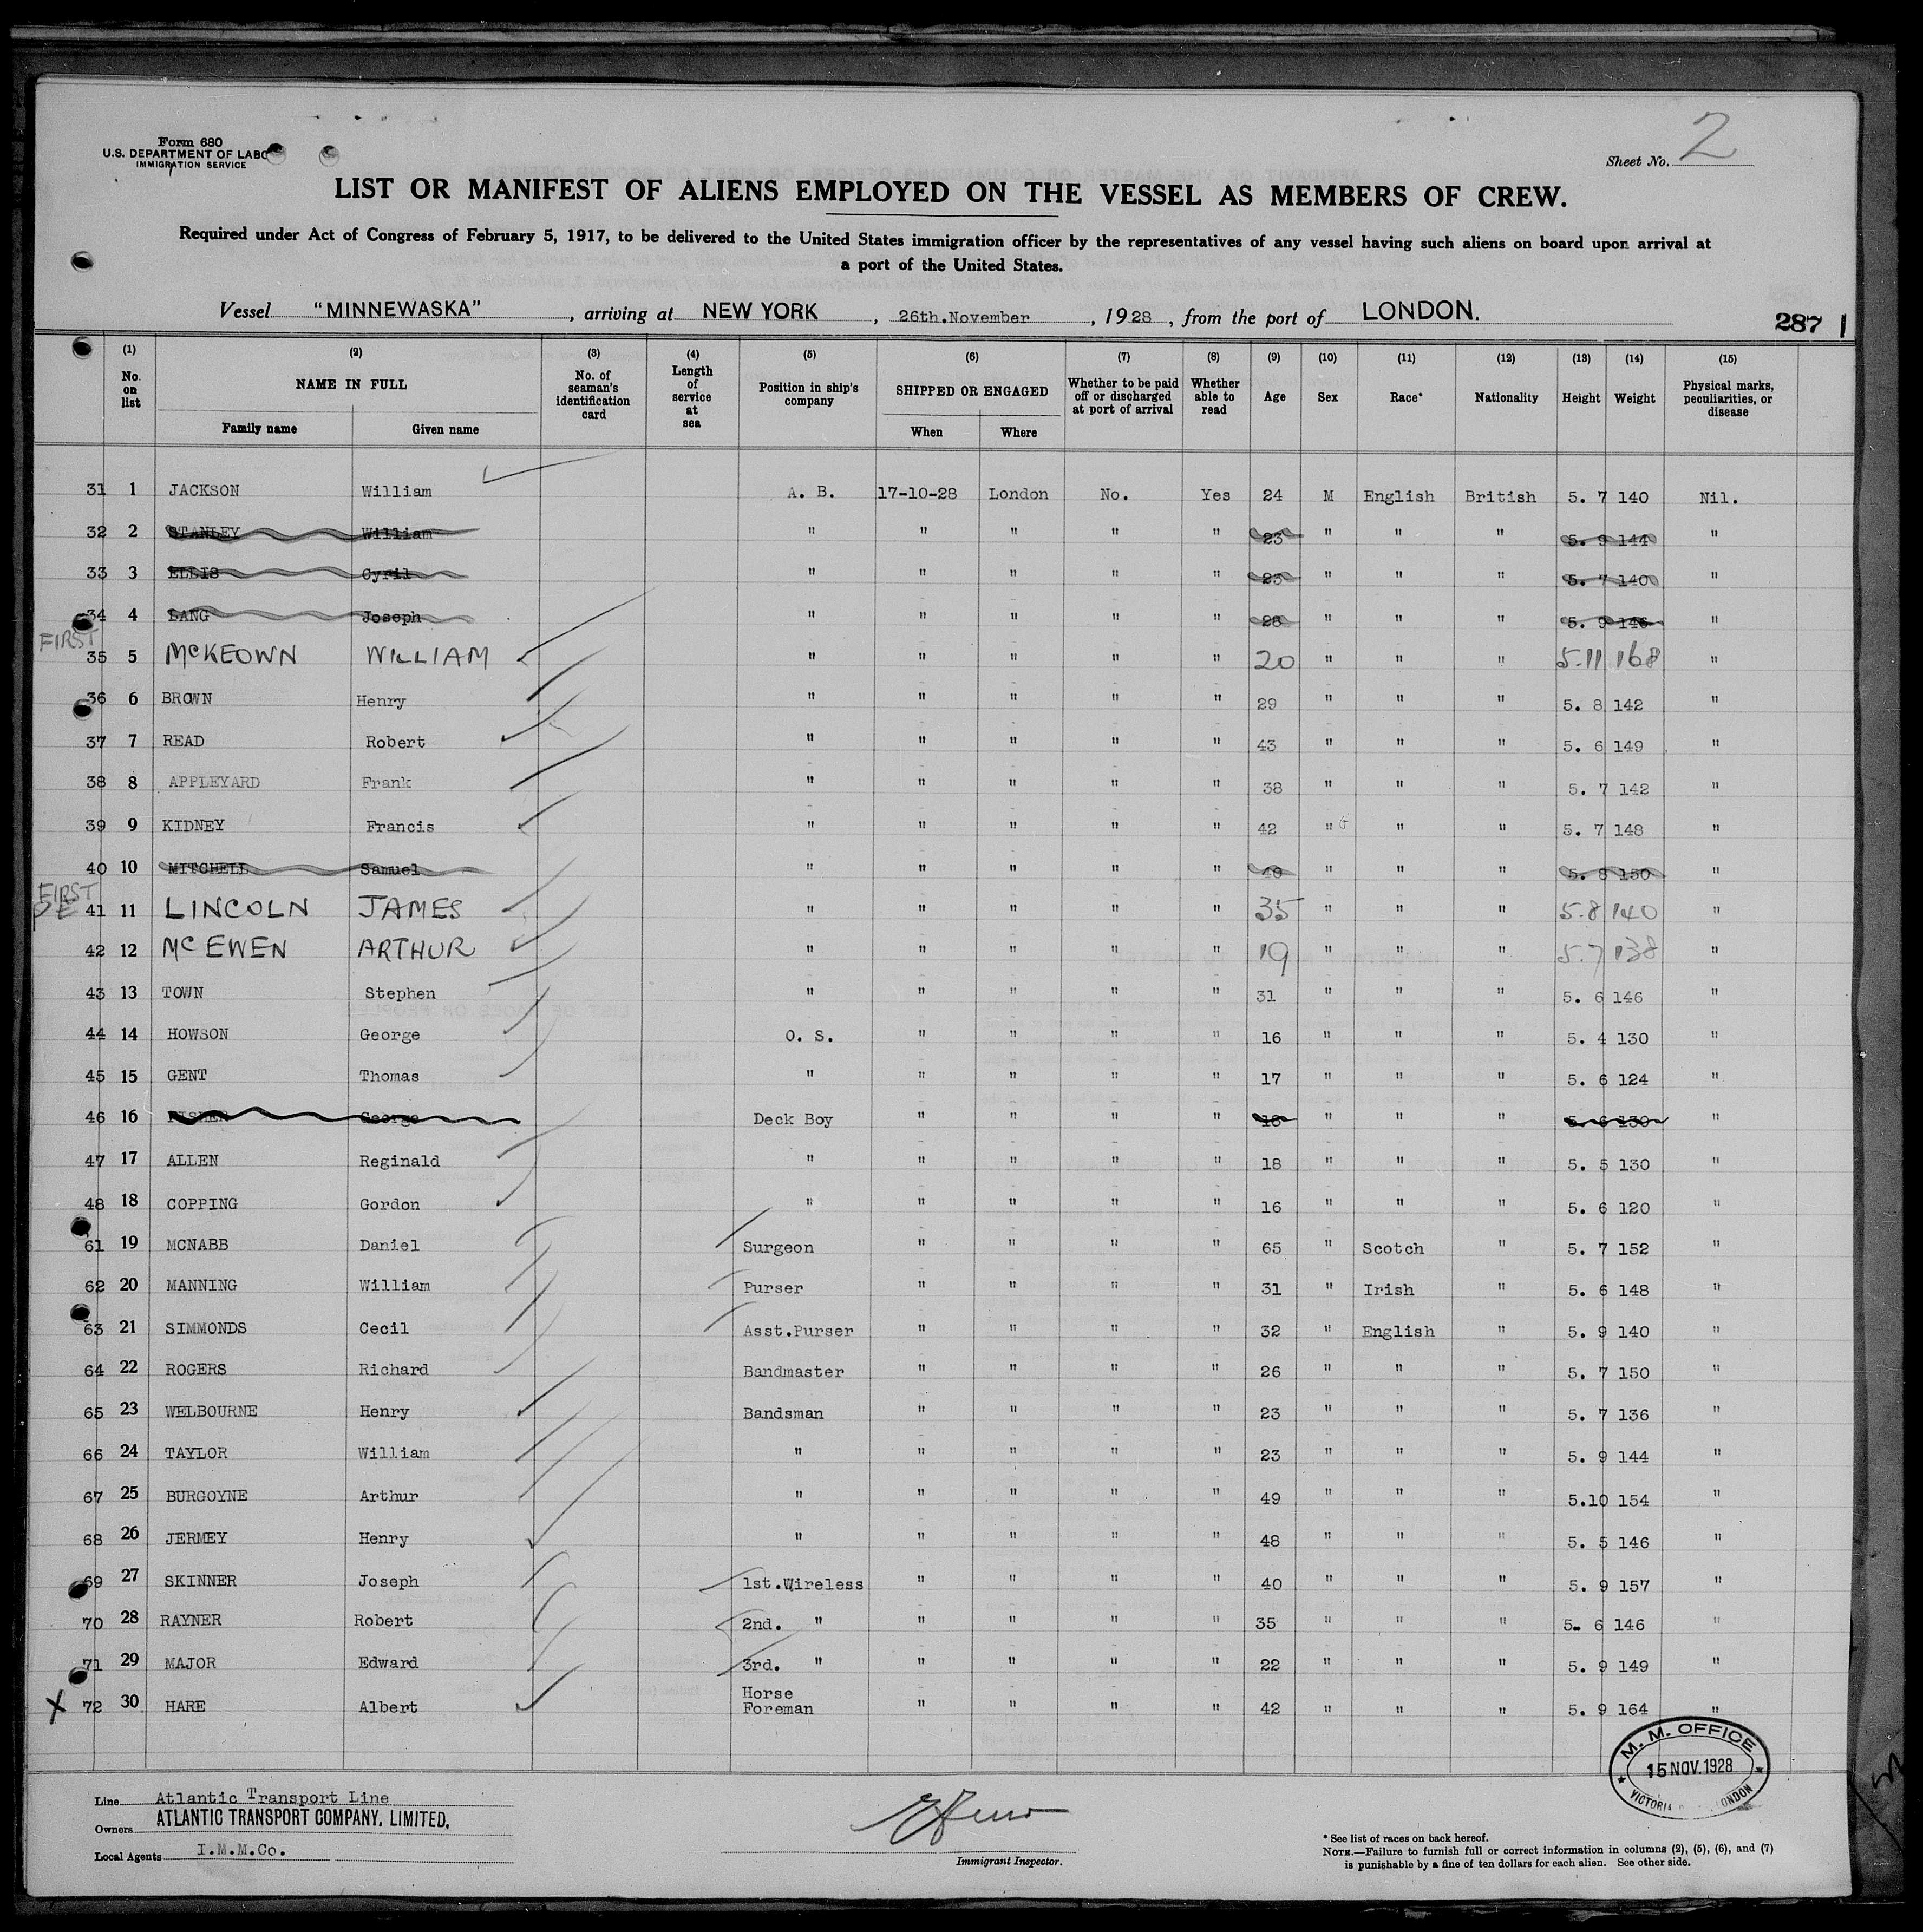 Form 680
U.S. DEPARTMENT OF LABO
IMMIGRATION SERVICE
Sheet No. 2
LIST OR MANIFEST OF ALIENS EMPLOYED ON THE VESSEL AS MEMBERS OF CREW.
Required under Act of Congress of February 5, 1917, to be delivered to the United States immigration officer by the representatives of any vessel having such aliens on board upon arrival at
a port of the United States.
Vessel "MINNEWASKA", arriving at NEW YORK, 26th.November, 1928, from the port of LONDON.
287
(1) (2) (3) (4) (5) (6) (7) (8) (9) (10) (11) (12) (13) (14) (15)
No. on list NAME IN FULL Family name Given name No. of seaman's identification card Length of service at sea Position in ship's company SHIPPED OR ENGAGED When Where Whether to be paid off or discharged at port of arrival Whether able to read Age Sex Race* Nationality Height Weight Physical marks, peculiarities, or disease
31 1 JACKSON William A. B. 17-10-28 London No. Yes 24 M English British 5. 7 140 Nil.
32 2 STANLEY William " " " " " 23 " " " 5. 9 144 "
33 3 ELLIS Cyril " " " " " 23 " " " 5. 7 140 "
34 4 LANG Joseph " " " " " 28 " " " 5. 9 146 "
FIRST
35 5 McKEOWN WILLIAM " " " " " 20 " " " 5.11 168 "
36 6 BROWN Henry " " " " " 29 " " " 5. 8 142 "
37 7 READ Robert " " " " " 43 " " " 5. 6 149 "
38 8 APPLEYARD Frank " " " " " 38 " " " 5. 7 142 "
39 9 KIDNEY Francis " " " " " 42 " " " 5. 7 148 "
40 10 MITCHELL Samuel " " " " " " " " 5. 8 150 "
FIRST
41 11 LINCOLN JAMES " " " " " 35 " " " 5.8 140 "
42 12 McEWEN ARTHUR " " " " " 19 " " " 5.7 138 "
43 13 TOWN Stephen " " " " " 31 " " " 5. 6 146 "
44 14 HOWSON George O. S. " " " " 16 " " " 5. 4 130 "
45 15 GENT Thomas " " " " " 17 " " " 5. 6 124 "
46 16 FISHER George Deck Boy " " " " 18 " " " 5. 6 130 "
47 17 ALLEN Reginald " " " " " 18 " " " 5. 5 130 "
48 18 COPPING Gordon " " " " " 16 " " " 5. 6 120 "
61 19 MCNABB Daniel Surgeon " " " " 65 " Scotch " 5. 7 152 "
62 20 MANNING William Purser " " " " 31 " Irish " 5. 6 148 "
63 21 SIMMONDS Cecil Asst.Purser " " " " 32 " English " 5. 9 140 "
64 22 ROGERS Richard Bandmaster " " " " 26 " " " 5. 7 150 "
65 23 WELBOURNE Henry Bandsman " " " " 23 " " " 5. 7 136 "
66 24 TAYLOR William " " " " " 23 " " " 5. 9 144 "
67 25 BURGOYNE Arthur " " " " " 49 " " " 5.10 154 "
68 26 JERMEY Henry " " " " " 48 " " " 5. 5 146 "
69 27 SKINNER Joseph 1st.Wireless " " " " 40 " " " 5. 9 157 "
70 28 RAYNER Robert 2nd. " " " " " 35 " " " 5. 6 146 "
71 29 MAJOR Edward 3rd. " " " " " 22 " " " 5. 9 149 "
X 72 30 HARE Albert Horse Foreman " " " " 42 " " " 5. 9 164 "
M. M. OFFICE
15 NOV. 1928
VICTORIA LONDON
Line Atlantic Transport Line
Owners ATLANTIC TRANSPORT COMPANY, LIMITED,
Local Agents I.M.M.Co.
Immigrant Inspector.
* See list of races on back hereof.
NOTE.—Failure to furnish full or correct information in columns (2), (5), (6), and (7)
is punishable by a fine of ten dollars for each alien. See other side.